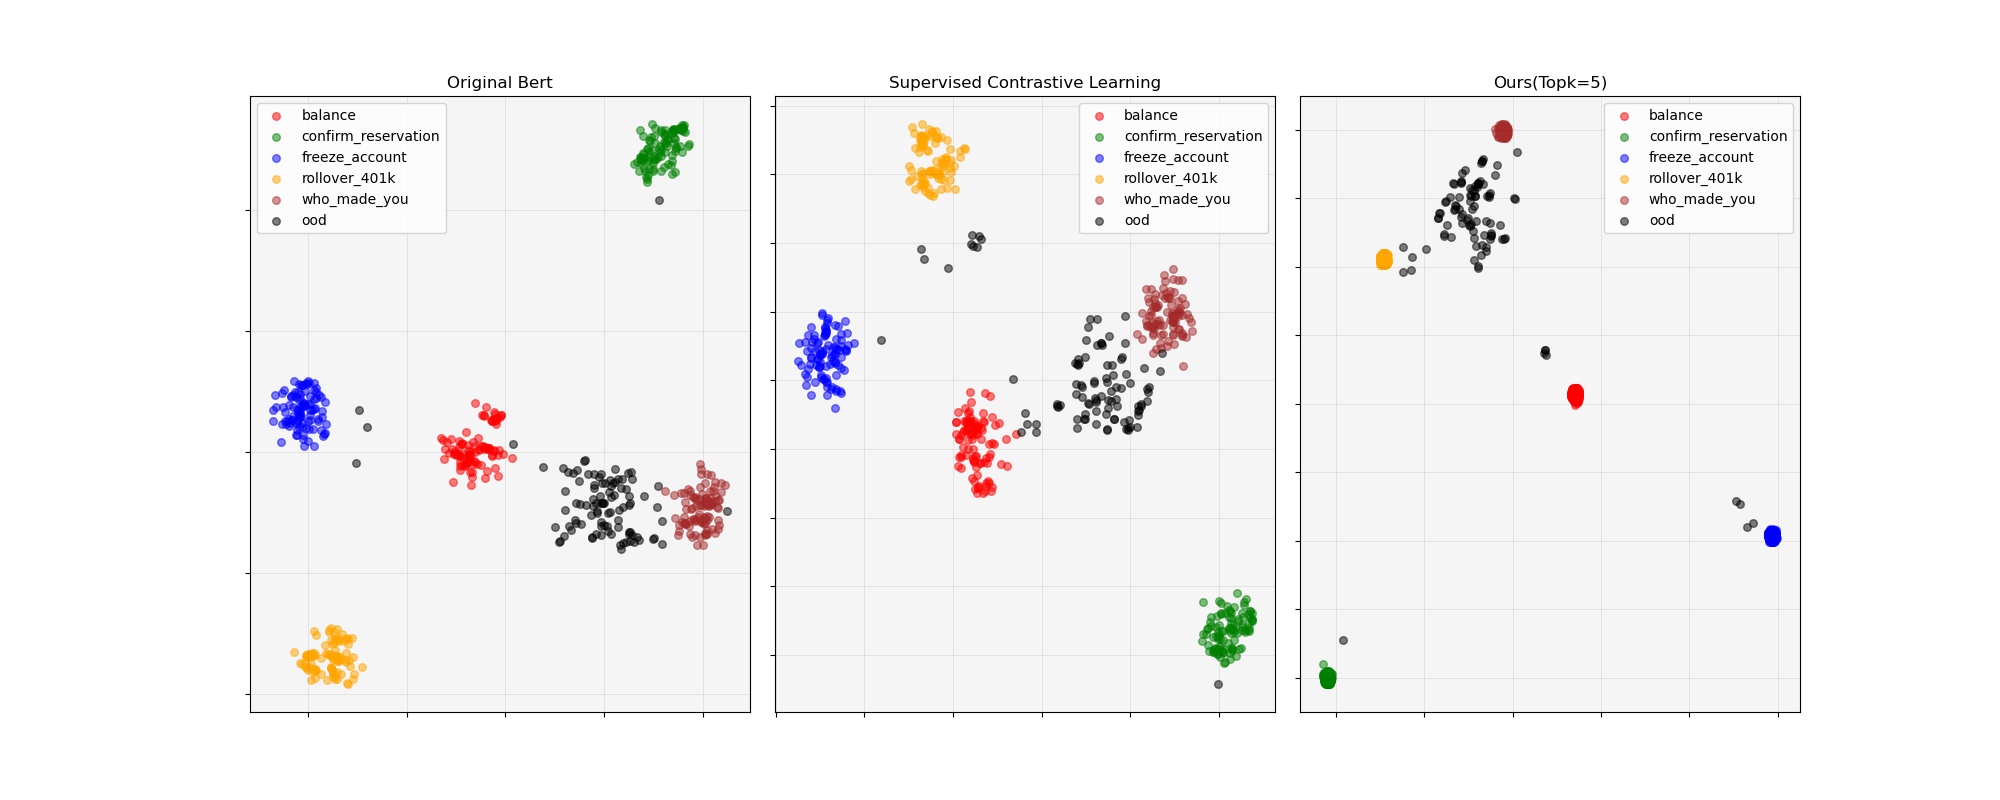 Original Bert
balance
confirm_reservation
freeze_account
rollover_401k
who_made_you
ood
Supervised Contrastive Learning
balance
confirm_reservation
freeze_account
rollover_401k
who_made_you
ood
Ours(Topk=5)
balance
confirm_reservation
freeze_account
rollover_401k
who_made_you
ood